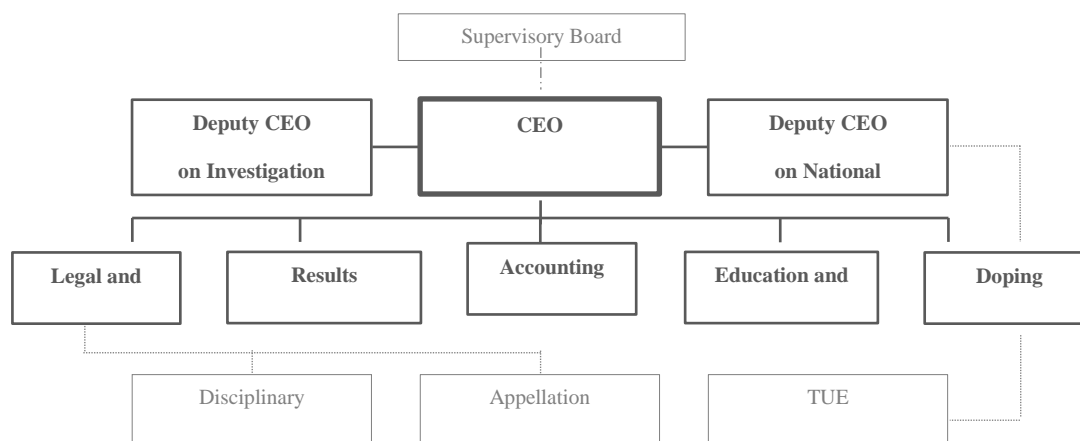 Supervisory Board
Deputy CEO
on Investigation
CEO
Deputy CEO
on National
Legal and
Results
Accounting
Education and
Doping
Disciplinary
Appellation
TUE